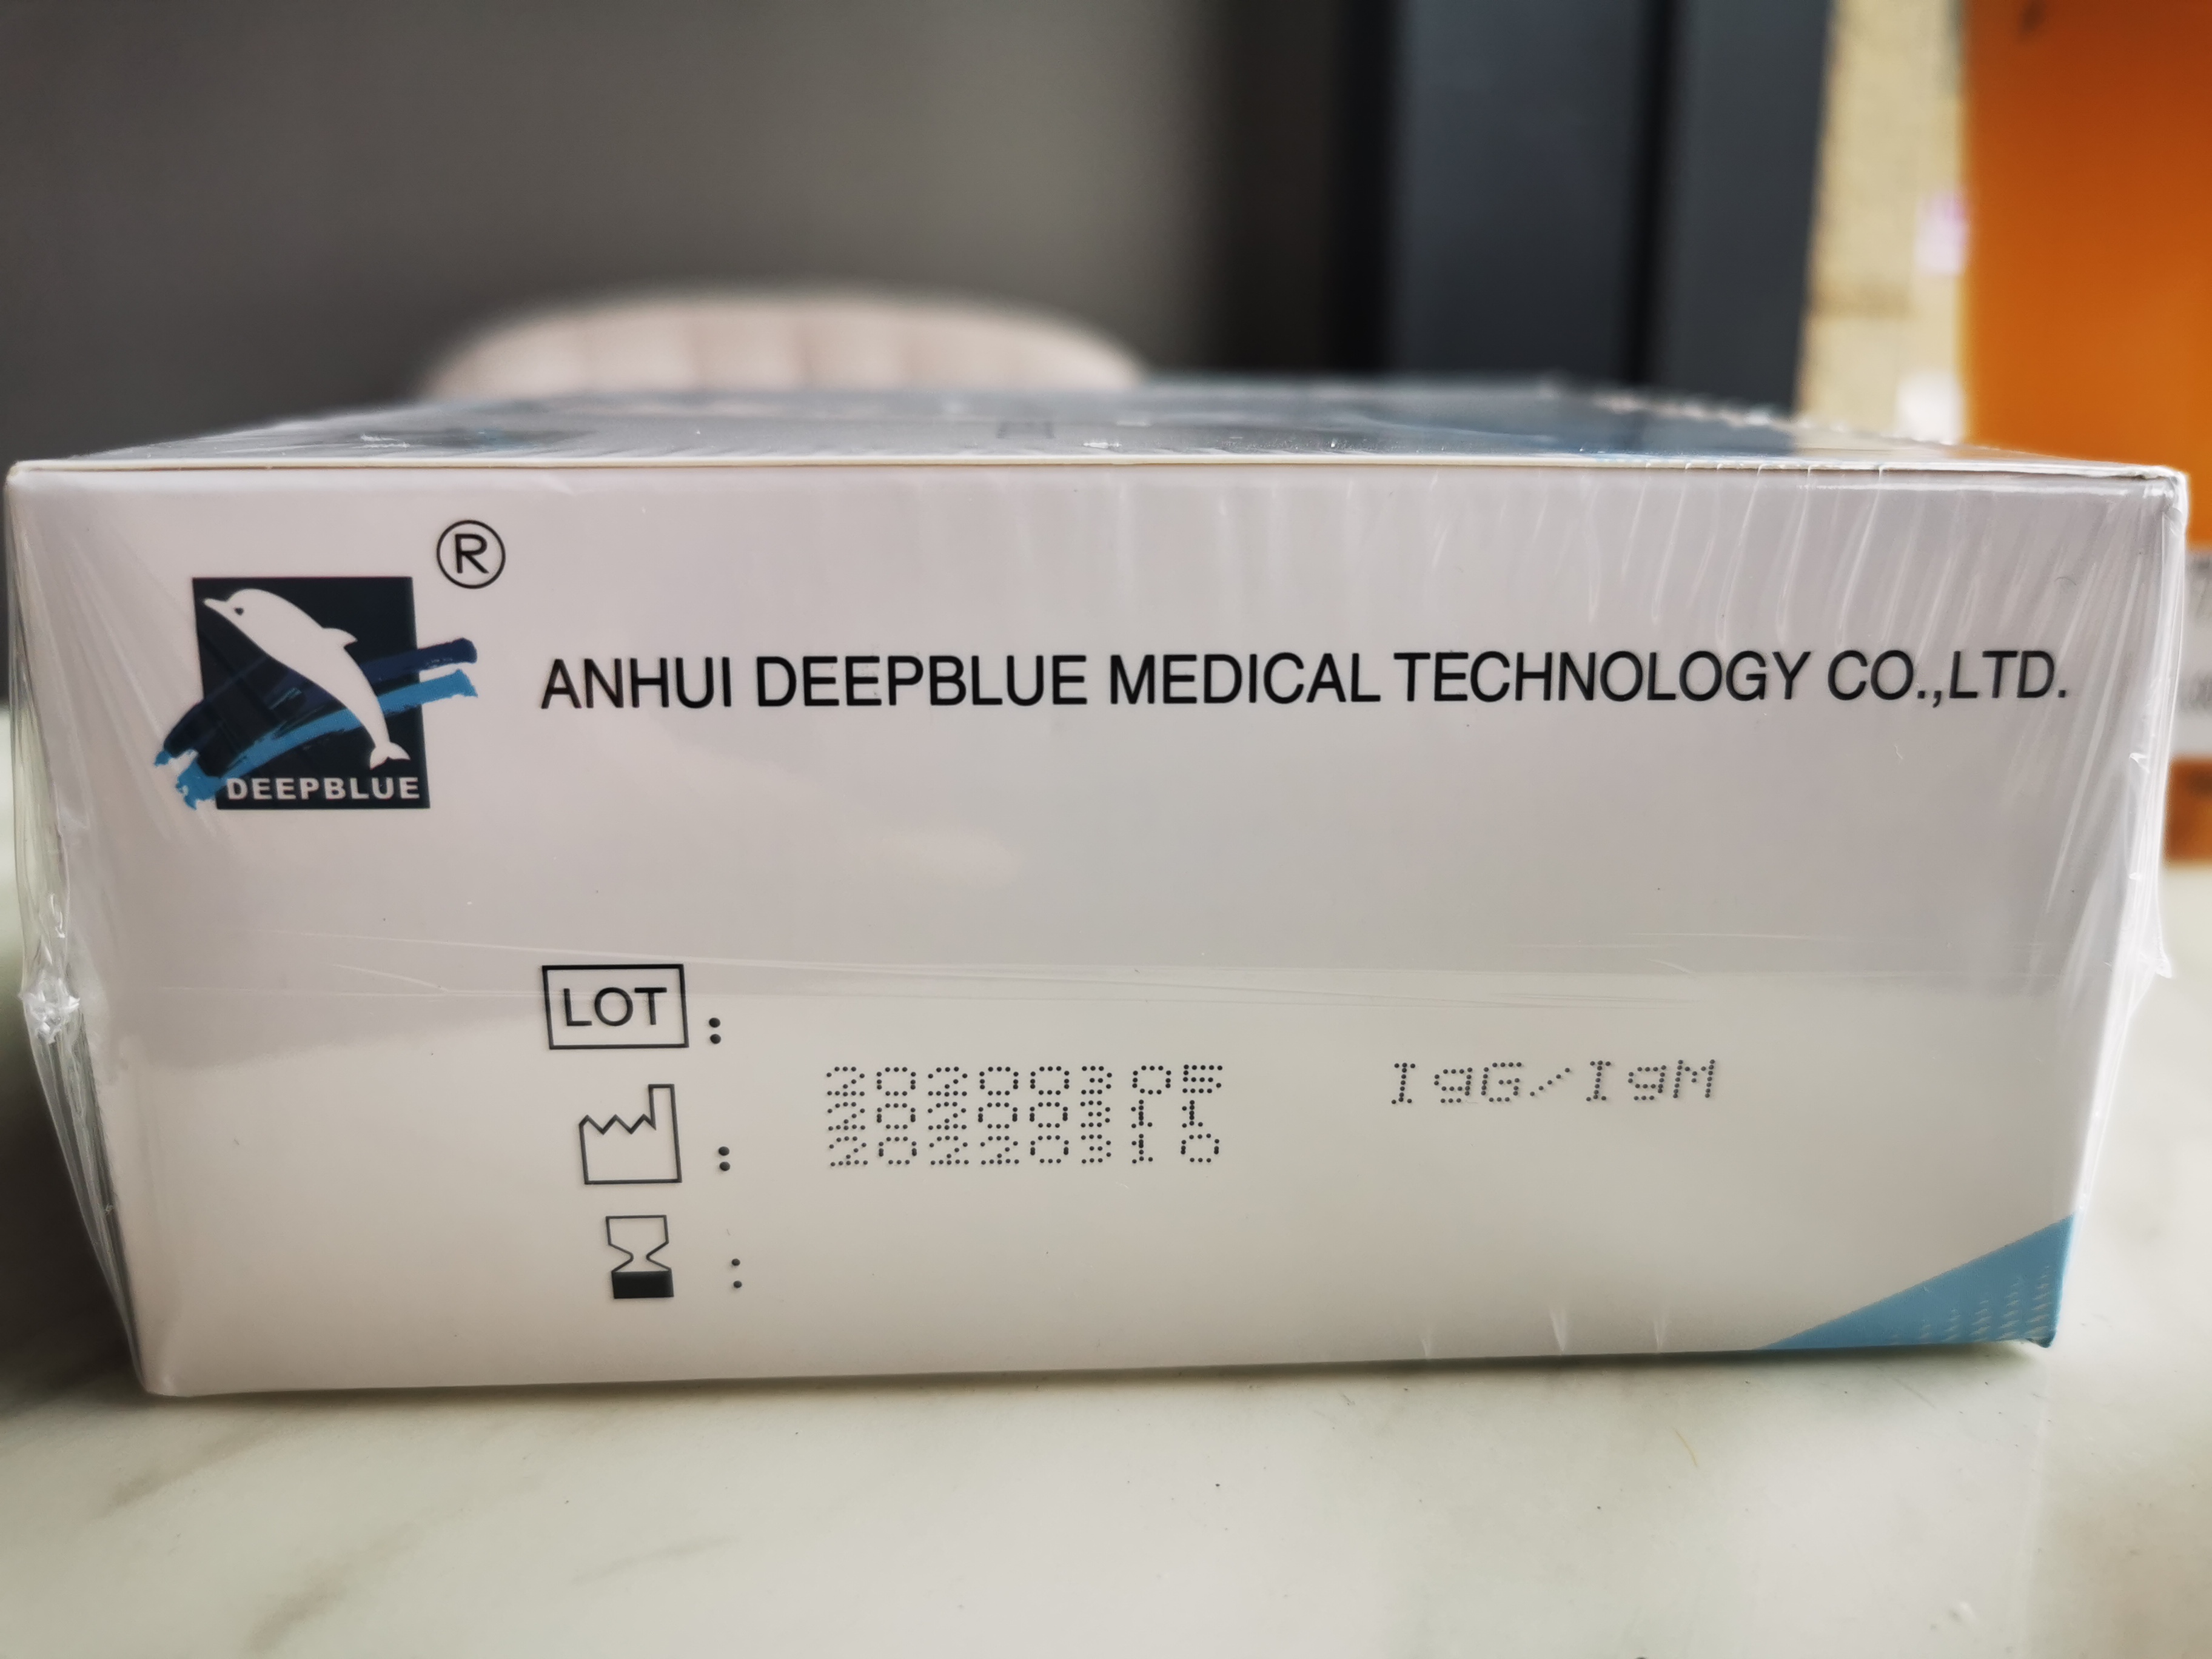 ®
DEEPBLUE
ANHUI DEEPBLUE MEDICAL TECHNOLOGY CO.,LTD.
LOT :
:
:
20200305 IgG/IgM
20200311
20220310